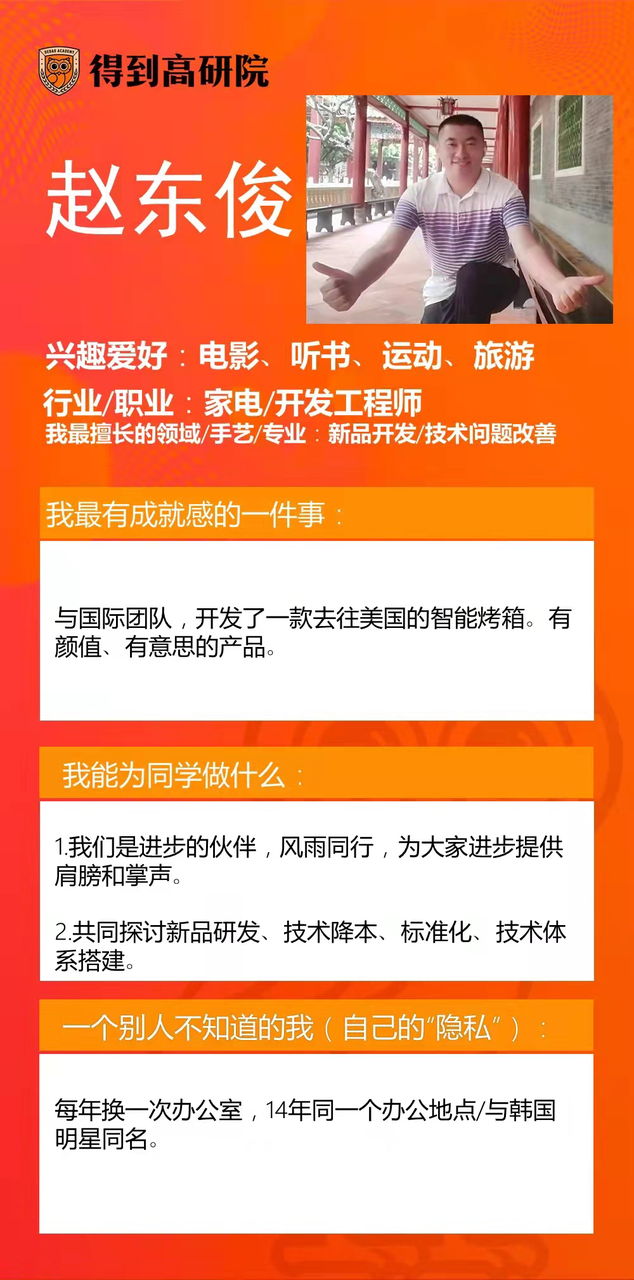 DEDAO ACADEMY
得到高研院
赵东俊
兴趣爱好：电影、听书、运动、旅游
行业/职业：家电/开发工程师
我最擅长的领域/手艺/专业：新品开发/技术问题改善
我最有成就感的一件事：
与国际团队，开发了一款去往美国的智能烤箱。有
颜值、有意思的产品。
我能为同学做什么：
1.我们是进步的伙伴，风雨同行，为大家进步提供
肩膀和掌声。
2.共同探讨新品研发、技术降本、标准化、技术体
系搭建。
一个别人不知道的我（自己的“隐私”）：
每年换一次办公室，14年同一个办公地点/与韩国
明星同名。